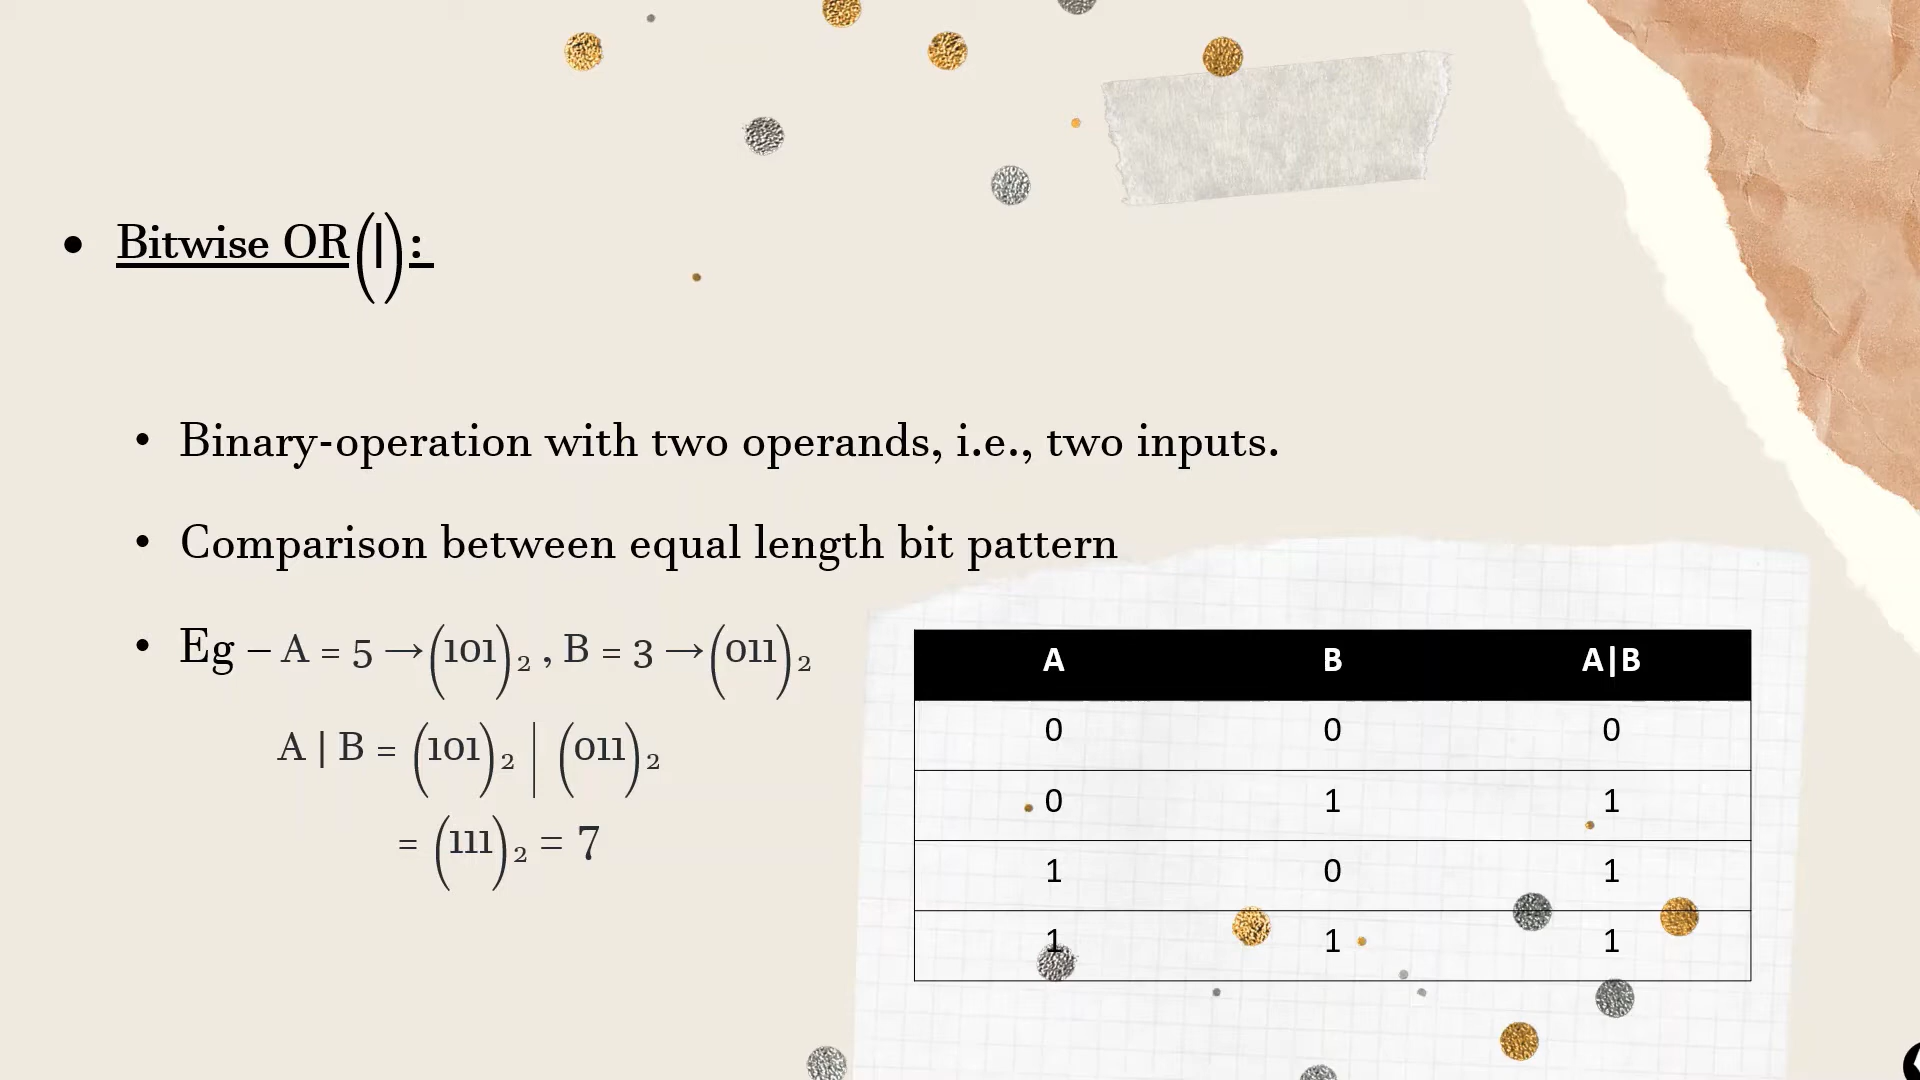 • Bitwise OR(|):
• Binary-operation with two operands, i.e., two inputs.
• Comparison between equal length bit pattern
• Eg – A = 5 →(101)₂ , B = 3 →(011)₂
A | B = (101)₂ | (011)₂
= (111)₂ = 7
A B A|B
0 0 0
0 1 1
1 0 1
1 1 1